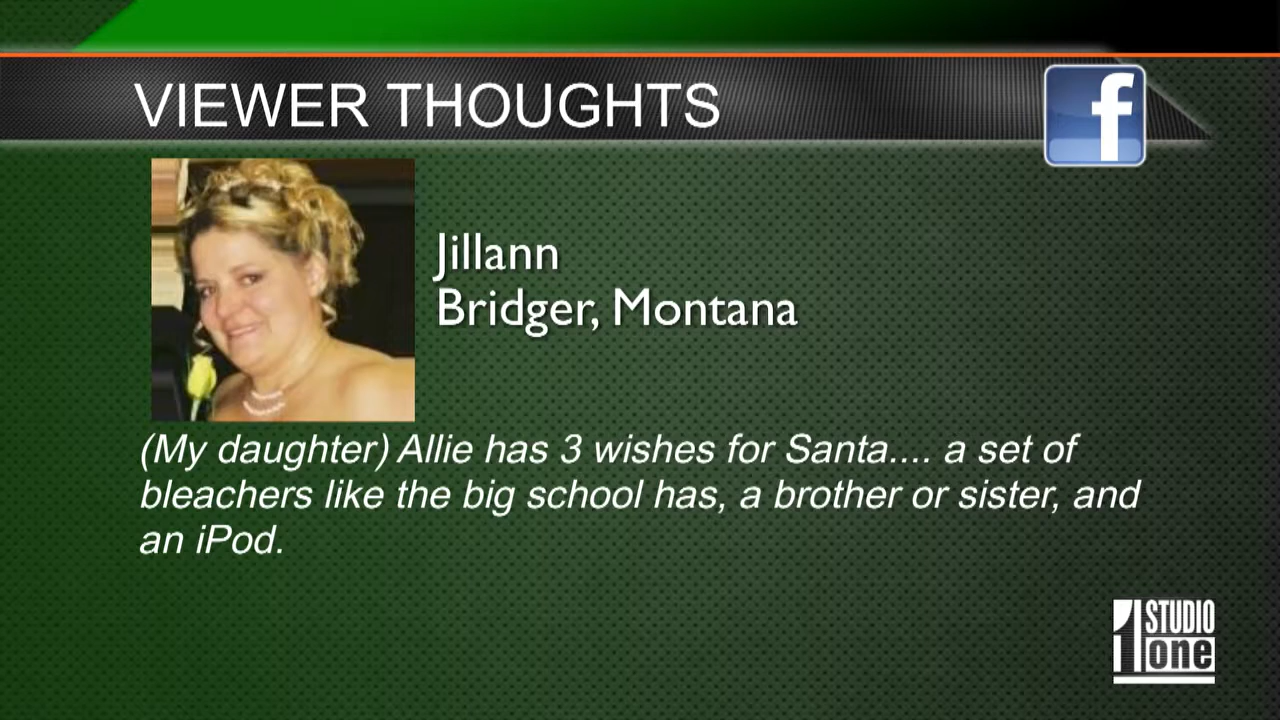 VIEWER THOUGHTS
f
Jillann
Bridger, Montana
(My daughter) Allie has 3 wishes for Santa.... a set of
bleachers like the big school has, a brother or sister, and
an iPod.
1 STUDIO
one